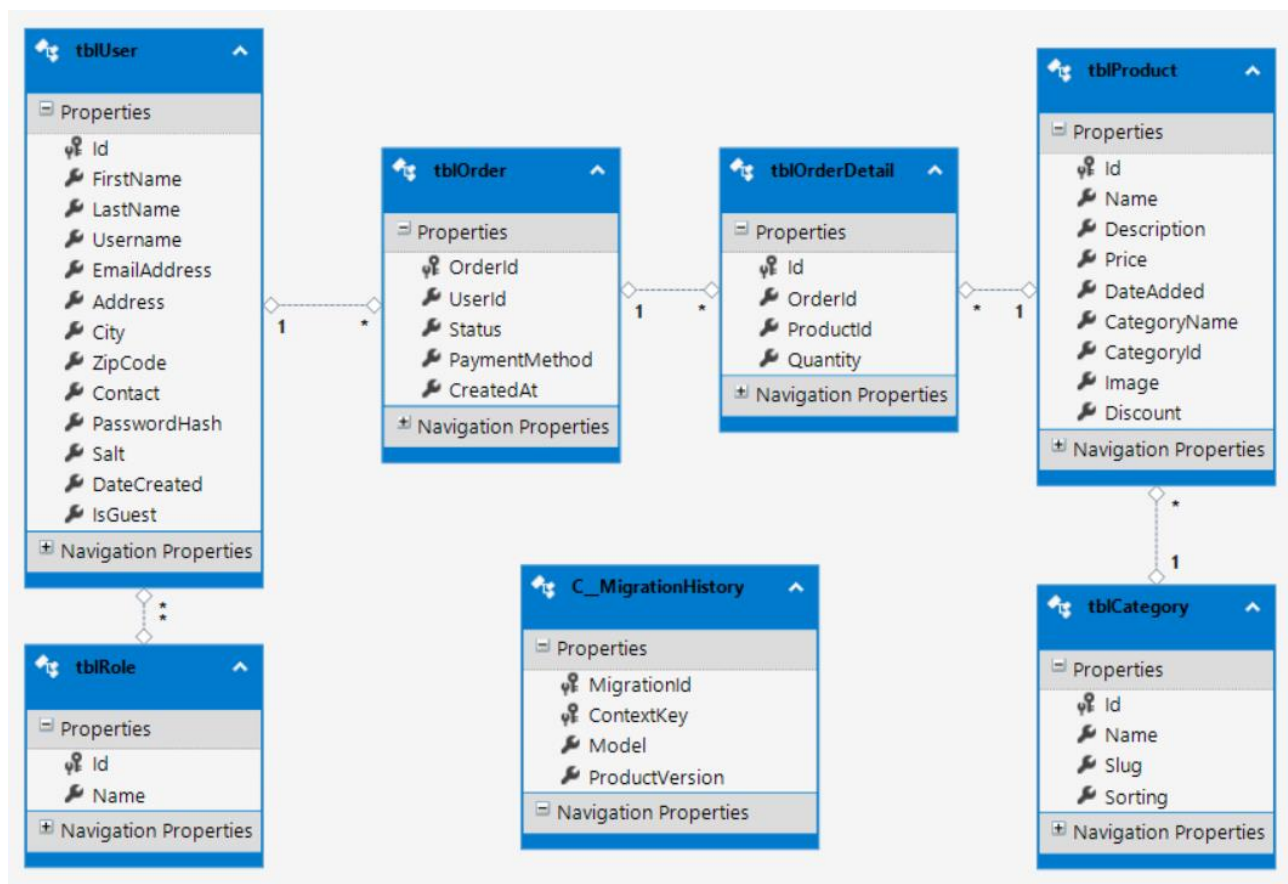 tblUser
Properties
Id
FirstName
LastName
Username
EmailAddress
Address
City
ZipCode
Contact
PasswordHash
Salt
DateCreated
IsGuest
Navigation Properties
1
*
tblOrder
Properties
OrderId
UserId
Status
PaymentMethod
CreatedAt
Navigation Properties
1
*
tblOrderDetail
Properties
Id
OrderId
ProductId
Quantity
Navigation Properties
*
1
tblProduct
Properties
Id
Name
Description
Price
DateAdded
CategoryName
CategoryId
Image
Discount
Navigation Properties
*
1
*
*
tblRole
Properties
Id
Name
Navigation Properties
C__MigrationHistory
Properties
MigrationId
ContextKey
Model
ProductVersion
Navigation Properties
tblCategory
Properties
Id
Name
Slug
Sorting
Navigation Properties